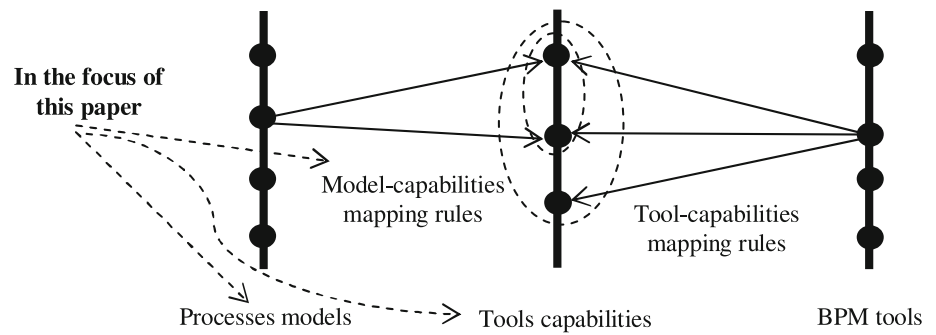 In the focus of
this paper
Model-capabilities
mapping rules
Tool-capabilities
mapping rules
Processes models
Tools capabilities
BPM tools